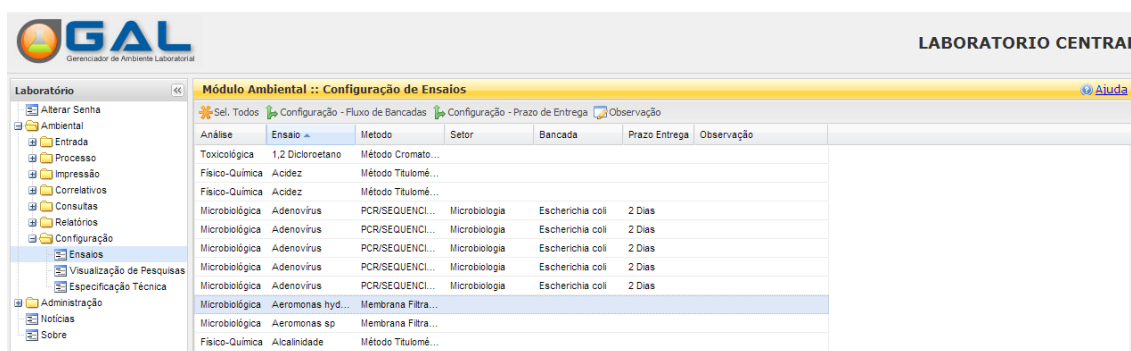 GAL
Gerenciador de Ambiente Laboratorial
LABORATORIO CENTRAL
Laboratório
Alterar Senha
Ambiental
Entrada
Processo
Impressão
Correlativos
Consultas
Relatórios
Configuração
Ensaios
Visualização de Pesquisas
Especificação Técnica
Administração
Notícias
Sobre
Módulo Ambiental :: Configuração de Ensaios Ajuda
Sel. Todos Configuração - Fluxo de Bancadas Configuração - Prazo de Entrega Observação
Análise Ensaio Metodo Setor Bancada Prazo Entrega Observação
Toxicológica 1,2 Dicloroetano Método Cromato...
Físico-Química Acidez Método Titulomé...
Físico-Química Acidez Método Titulomé...
Microbiológica Adenovírus PCR/SEQUENCI... Microbiologia Escherichia coli 2 Dias
Microbiológica Adenovírus PCR/SEQUENCI... Microbiologia Escherichia coli 2 Dias
Microbiológica Adenovírus PCR/SEQUENCI... Microbiologia Escherichia coli 2 Dias
Microbiológica Adenovírus PCR/SEQUENCI... Microbiologia Escherichia coli 2 Dias
Microbiológica Adenovírus PCR/SEQUENCI... Microbiologia Escherichia coli 2 Dias
Microbiológica Aeromonas hyd... Membrana Filtra...
Microbiológica Aeromonas sp Membrana Filtra...
Físico-Química Alcalinidade Método Titulomé...